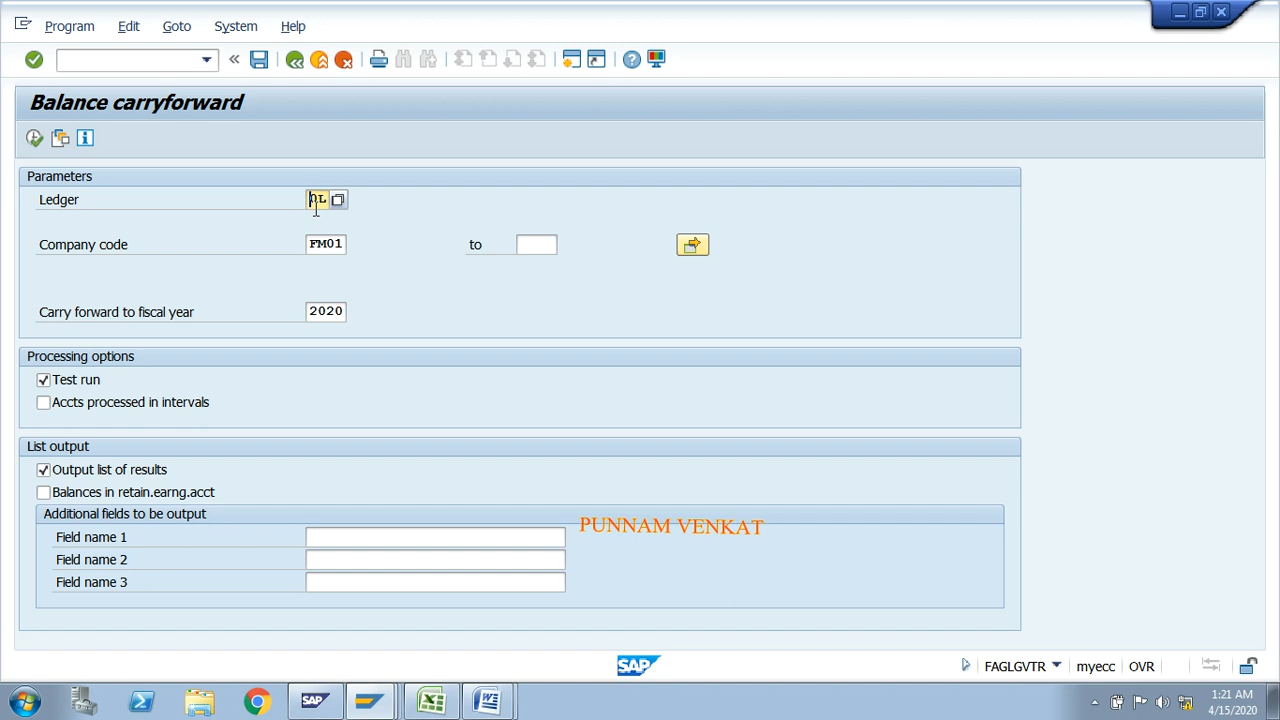 Program Edit Goto System Help
Balance carryforward
Parameters
Ledger 0L
Company code FM01 to
Carry forward to fiscal year 2020
Processing options
Test run
Accts processed in intervals
List output
Output list of results
Balances in retain.earng.acct
Additional fields to be output
PUNNAM VENKAT
Field name 1
Field name 2
Field name 3
SAP FAGLGVTR myecc OVR
SAP
1:21 AM
4/15/2020